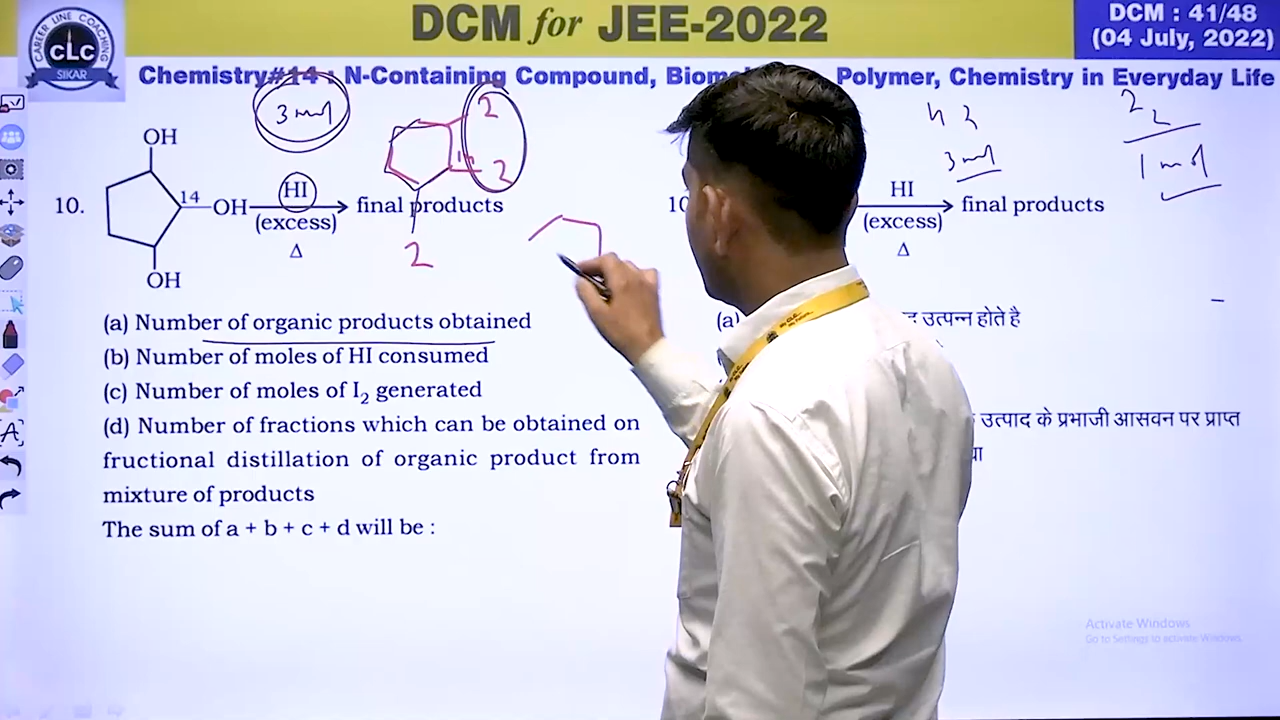 DCM for JEE-2022
DCM : 41/48
(04 July, 2022)
CAREER LINE COACHING
CLC
SIKAR
Chemistry#14 : N-Containing Compound, Polymer, Chemistry in Everyday Life
3 mol
2
2
2
3 mol
2
1 mol
OH
14
10.
OH
HI
(excess)
Δ
final products
OH
10
HI
(excess)
Δ
final products
(a) Number of organic products obtained
(b) Number of moles of HI consumed
(c) Number of moles of I₂ generated
(d) Number of fractions which can be obtained on
fructional distillation of organic product from
mixture of products
The sum of a + b + c + d will be :
(a)
उत्पन्न होते है
उत्पाद के प्रभाजी आसवन पर प्राप्त
Activate Windows
Go to Settings to activate Windows.